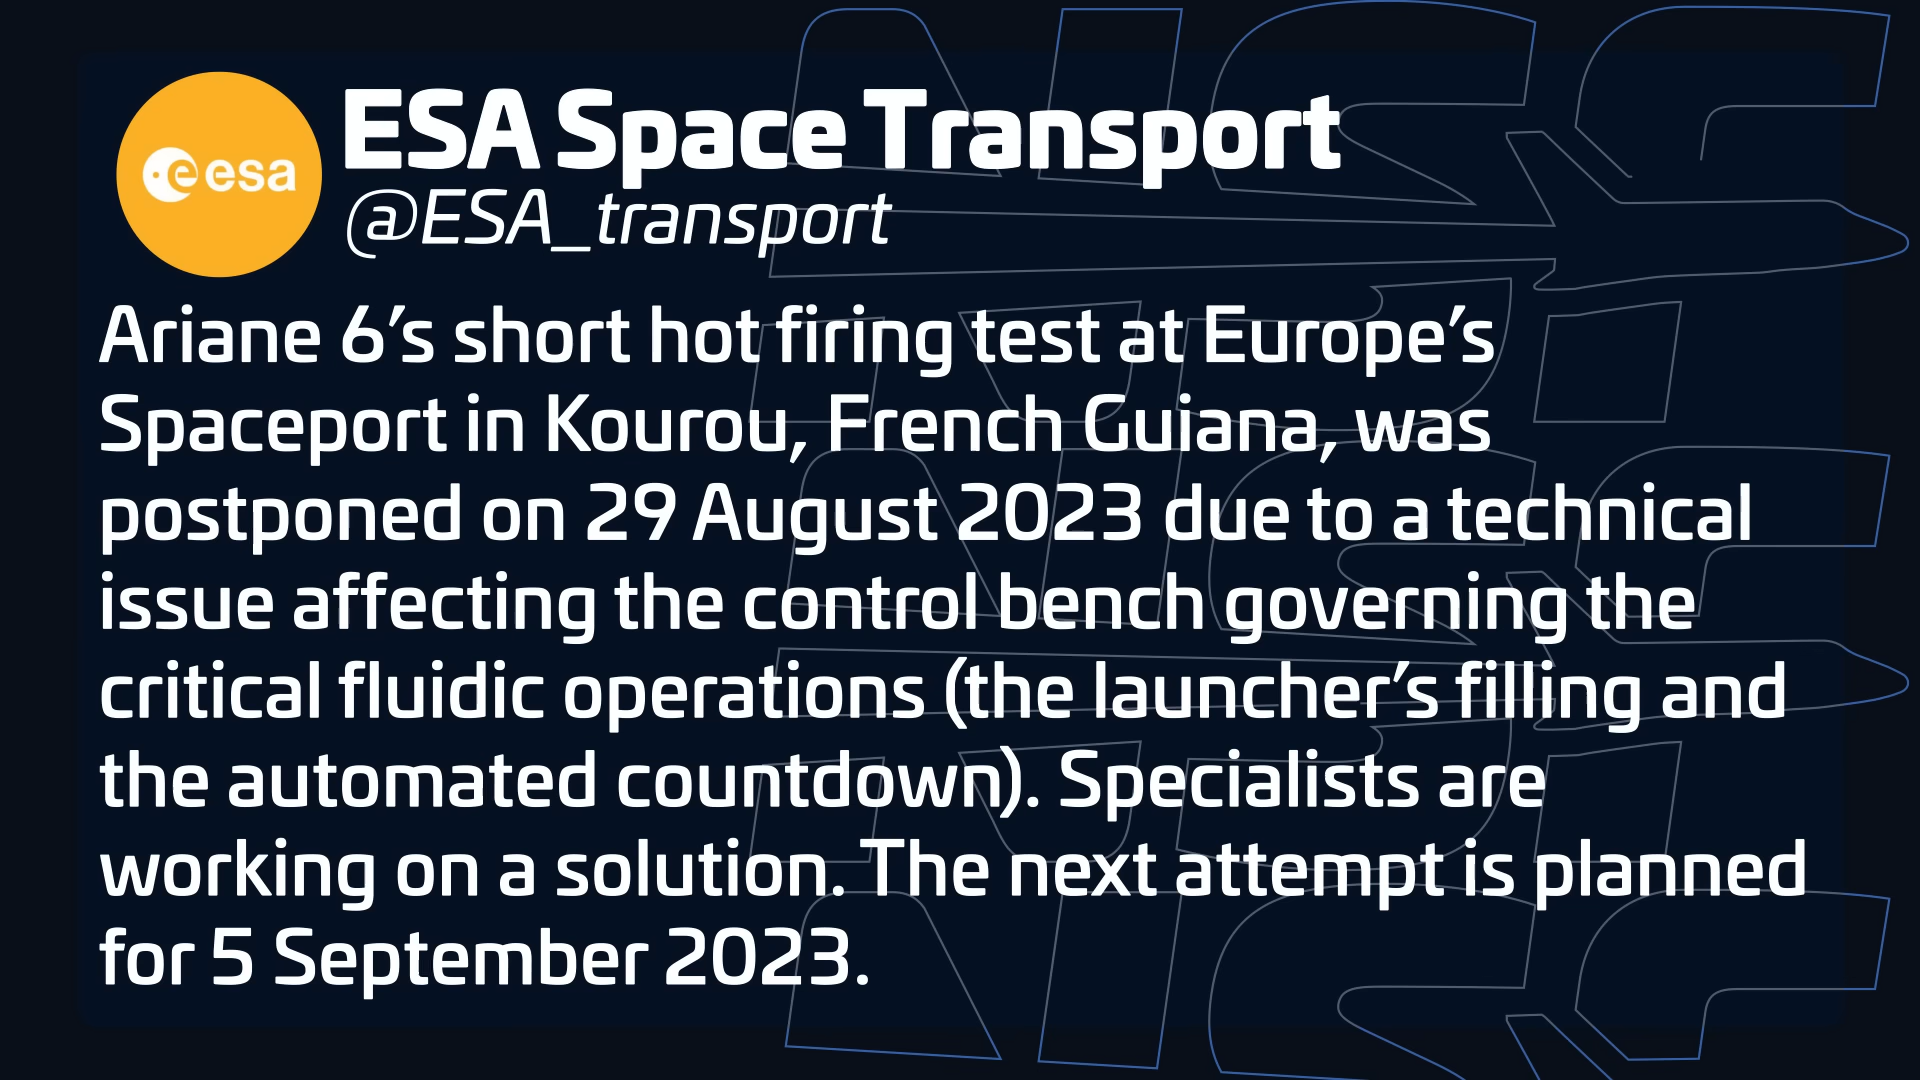 esa
ESA Space Transport
@ESA_transport
Ariane 6’s short hot firing test at Europe’s
Spaceport in Kourou, French Guiana, was
postponed on 29 August 2023 due to a technical
issue affecting the control bench governing the
critical fluidic operations (the launcher’s filling and
the automated countdown). Specialists are
working on a solution. The next attempt is planned
for 5 September 2023.